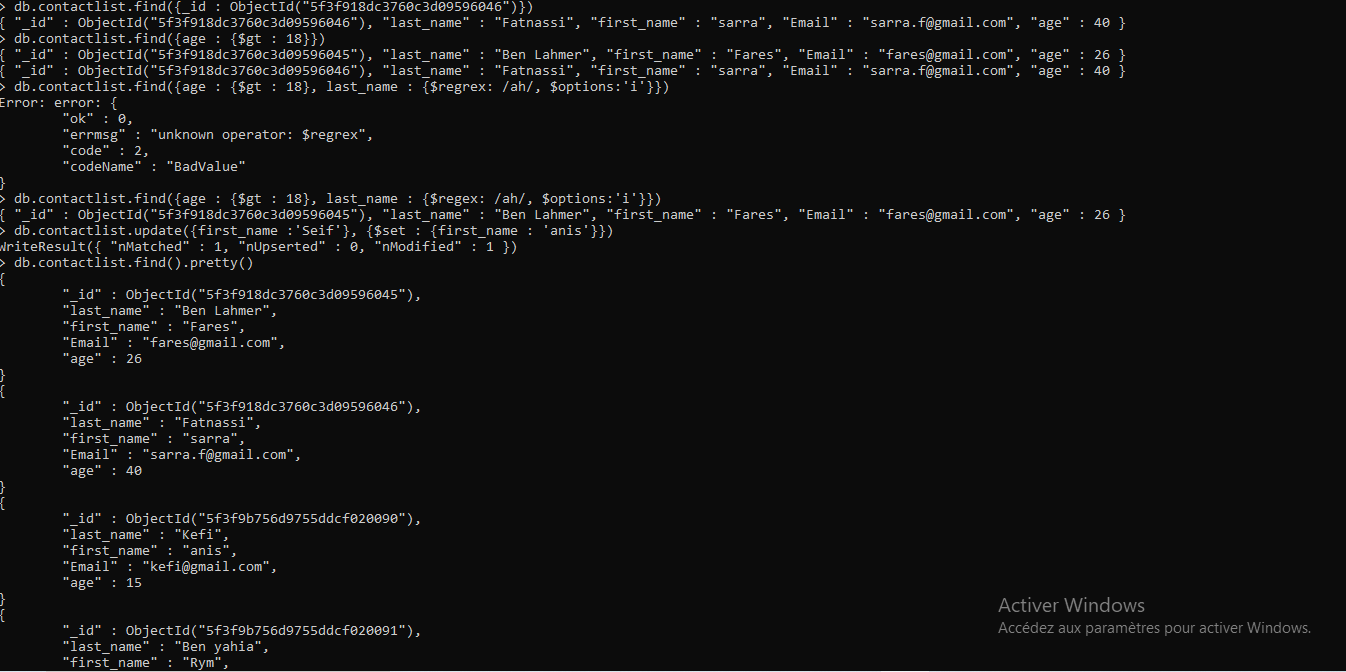 > db.contactlist.find({_id : ObjectId("5f3f918dc3760c3d09596046")})
{ "_id" : ObjectId("5f3f918dc3760c3d09596046"), "last_name" : "Fatnassi", "first_name" : "sarra", "Email" : "sarra.f@gmail.com", "age" : 40 }
> db.contactlist.find({age : {$gt : 18}})
{ "_id" : ObjectId("5f3f918dc3760c3d09596045"), "last_name" : "Ben Lahmer", "first_name" : "Fares", "Email" : "fares@gmail.com", "age" : 26 }
{ "_id" : ObjectId("5f3f918dc3760c3d09596046"), "last_name" : "Fatnassi", "first_name" : "sarra", "Email" : "sarra.f@gmail.com", "age" : 40 }
> db.contactlist.find({age : {$gt : 18}, last_name : {$regrex: /ah/, $options:'i'}})
Error: error: {
        "ok" : 0,
        "errmsg" : "unknown operator: $regrex",
        "code" : 2,
        "codeName" : "BadValue"
}
> db.contactlist.find({age : {$gt : 18}, last_name : {$regex: /ah/, $options:'i'}})
{ "_id" : ObjectId("5f3f918dc3760c3d09596045"), "last_name" : "Ben Lahmer", "first_name" : "Fares", "Email" : "fares@gmail.com", "age" : 26 }
> db.contactlist.update({first_name :'Seif'}, {$set : {first_name : 'anis'}})
WriteResult({ "nMatched" : 1, "nUpserted" : 0, "nModified" : 1 })
> db.contactlist.find().pretty()
{
        "_id" : ObjectId("5f3f918dc3760c3d09596045"),
        "last_name" : "Ben Lahmer",
        "first_name" : "Fares",
        "Email" : "fares@gmail.com",
        "age" : 26
}
{
        "_id" : ObjectId("5f3f918dc3760c3d09596046"),
        "last_name" : "Fatnassi",
        "first_name" : "sarra",
        "Email" : "sarra.f@gmail.com",
        "age" : 40
}
{
        "_id" : ObjectId("5f3f9b756d9755ddcf020090"),
        "last_name" : "Kefi",
        "first_name" : "anis",
        "Email" : "kefi@gmail.com",
        "age" : 15
}
{
        "_id" : ObjectId("5f3f9b756d9755ddcf020091"),
        "last_name" : "Ben yahia",
        "first_name" : "Rym",
Activer Windows
Accédez aux paramètres pour activer Windows.